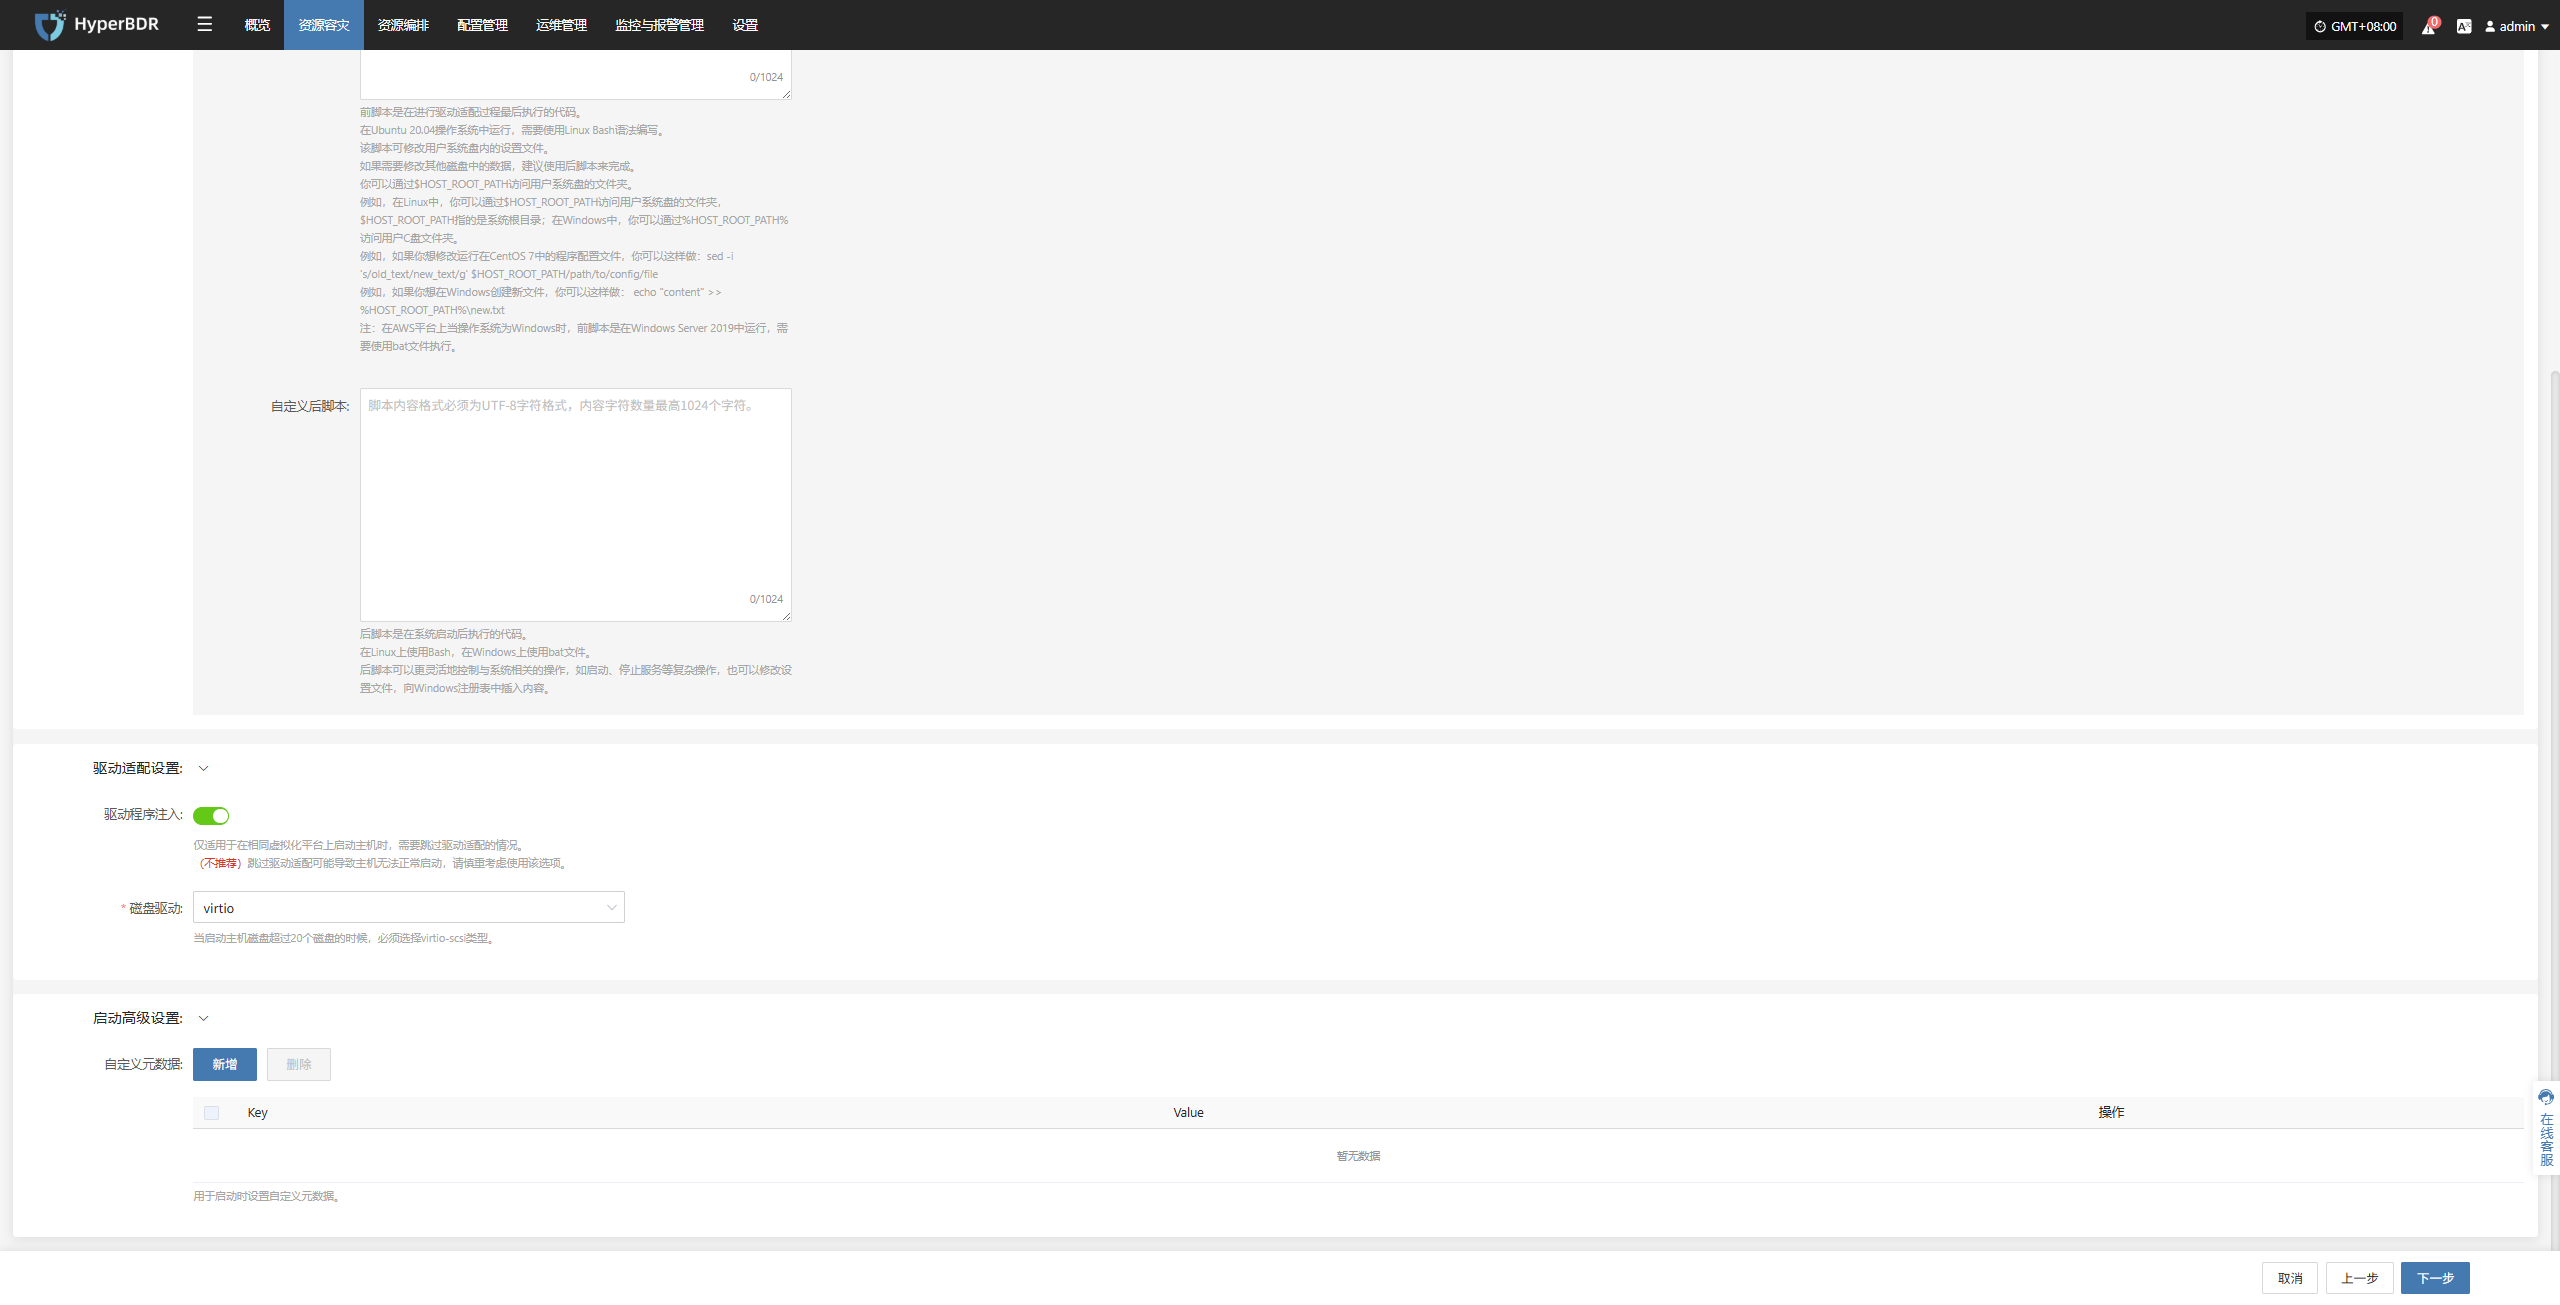 HyperBDR 概览 资源容灾 资源编排 配置管理 运维管理 监控与报警管理 设置 GMT+08:00 0 admin
0/1024
前脚本是在进行驱动适配过程最后执行的代码。
在Ubuntu 20.04操作系统中运行，需要使用Linux Bash语法编写。
该脚本可修改用户系统盘内的设置文件。
如果需要修改其他磁盘中的数据，建议使用后脚本来完成。
你可以通过$HOST_ROOT_PATH访问用户系统盘的文件夹。
例如，在Linux中，你可以通过$HOST_ROOT_PATH访问用户系统盘的文件夹，
$HOST_ROOT_PATH指的是系统根目录；在Windows中，你可以通过%HOST_ROOT_PATH%
访问用户C盘文件夹。
例如，如果你想修改运行在CentOS 7中的程序配置文件，你可以这样做：sed -i
's/old_text/new_text/g' $HOST_ROOT_PATH/path/to/config/file
例如，如果你想在Windows创建新文件，你可以这样做： echo "content" >>
%HOST_ROOT_PATH%\new.txt
注：在AWS平台上当操作系统为Windows时，前脚本是在Windows Server 2019中运行，需
要使用bat文件执行。
自定义后脚本:
脚本内容格式必须为UTF-8字符格式，内容字符数量最高1024个字符。
0/1024
后脚本是在系统启动后执行的代码。
在Linux上使用Bash，在Windows上使用bat文件。
后脚本可以更灵活地控制与系统相关的操作，如启动、停止服务等复杂操作，也可以修改设
置文件，向Windows注册表中插入内容。
驱动适配设置:
驱动程序注入:
仅适用于在相同虚拟化平台上启动主机时，需要跳过驱动适配的情况。
（不推荐）跳过驱动适配可能导致主机无法正常启动，请慎重考虑使用该选项。
* 磁盘驱动: virtio
当启动主机磁盘超过20个磁盘的时候，必须选择virtio-scsi类型。
启动高级设置:
自定义元数据: 新增 删除
Key Value 操作
暂无数据
用于启动时设置自定义元数据。
在线客服
取消 上一步 下一步